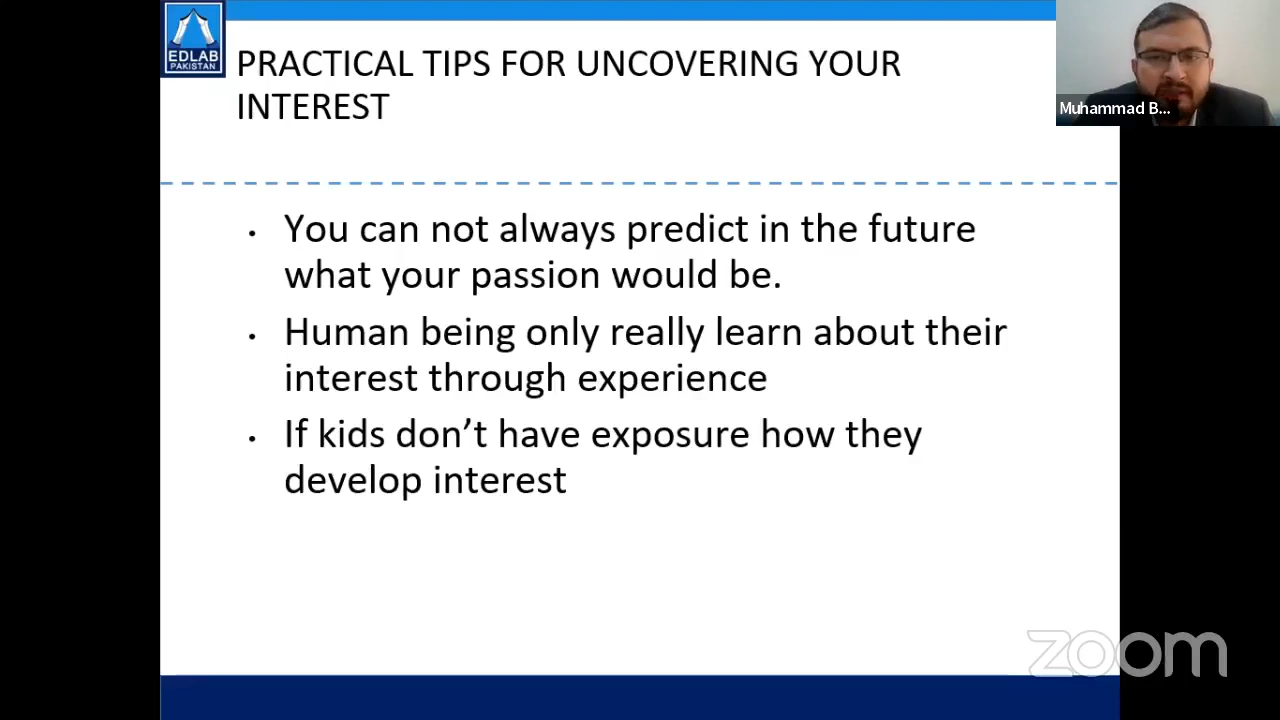 EDLAB
PAKISTAN
PRACTICAL TIPS FOR UNCOVERING YOUR
INTEREST
Muhammad B...
• You can not always predict in the future
what your passion would be.
• Human being only really learn about their
interest through experience
• If kids don’t have exposure how they
develop interest
zoom